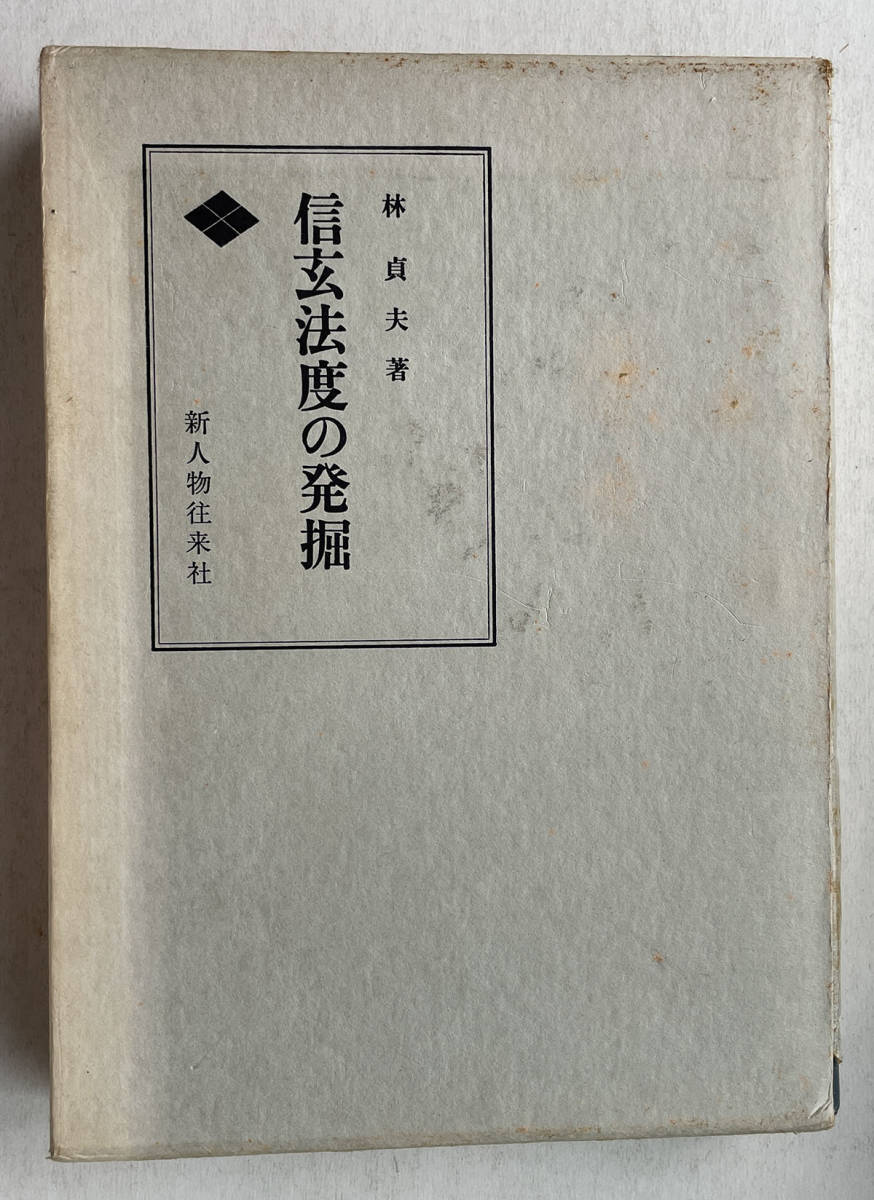 林貞夫著
信玄法度の発掘
新人物往来社